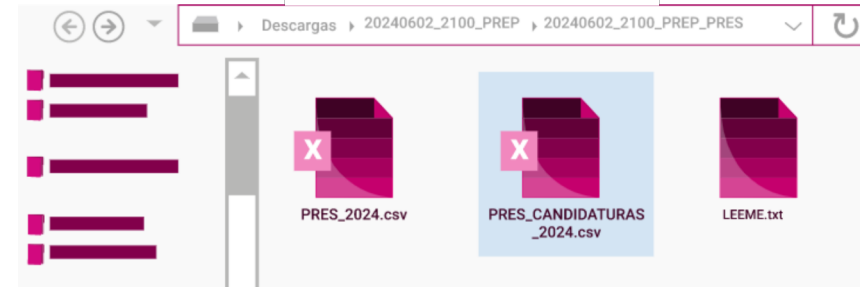 Descargas 20240602_2100_PREP 20240602_2100_PREP_PRES
X
X
PRES_2024.csv
PRES_CANDIDATURAS
_2024.csv
LEEME.txt